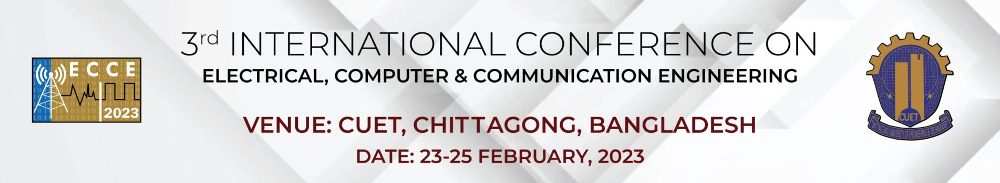 3rd INTERNATIONAL CONFERENCE ON
ELECTRICAL, COMPUTER & COMMUNICATION ENGINEERING
VENUE: CUET, CHITTAGONG, BANGLADESH
DATE: 23-25 FEBRUARY, 2023
ECCE
2023
CUET
CHITTAGONG UNIVERSITY OF ENGINEERING & TECHNOLOGY